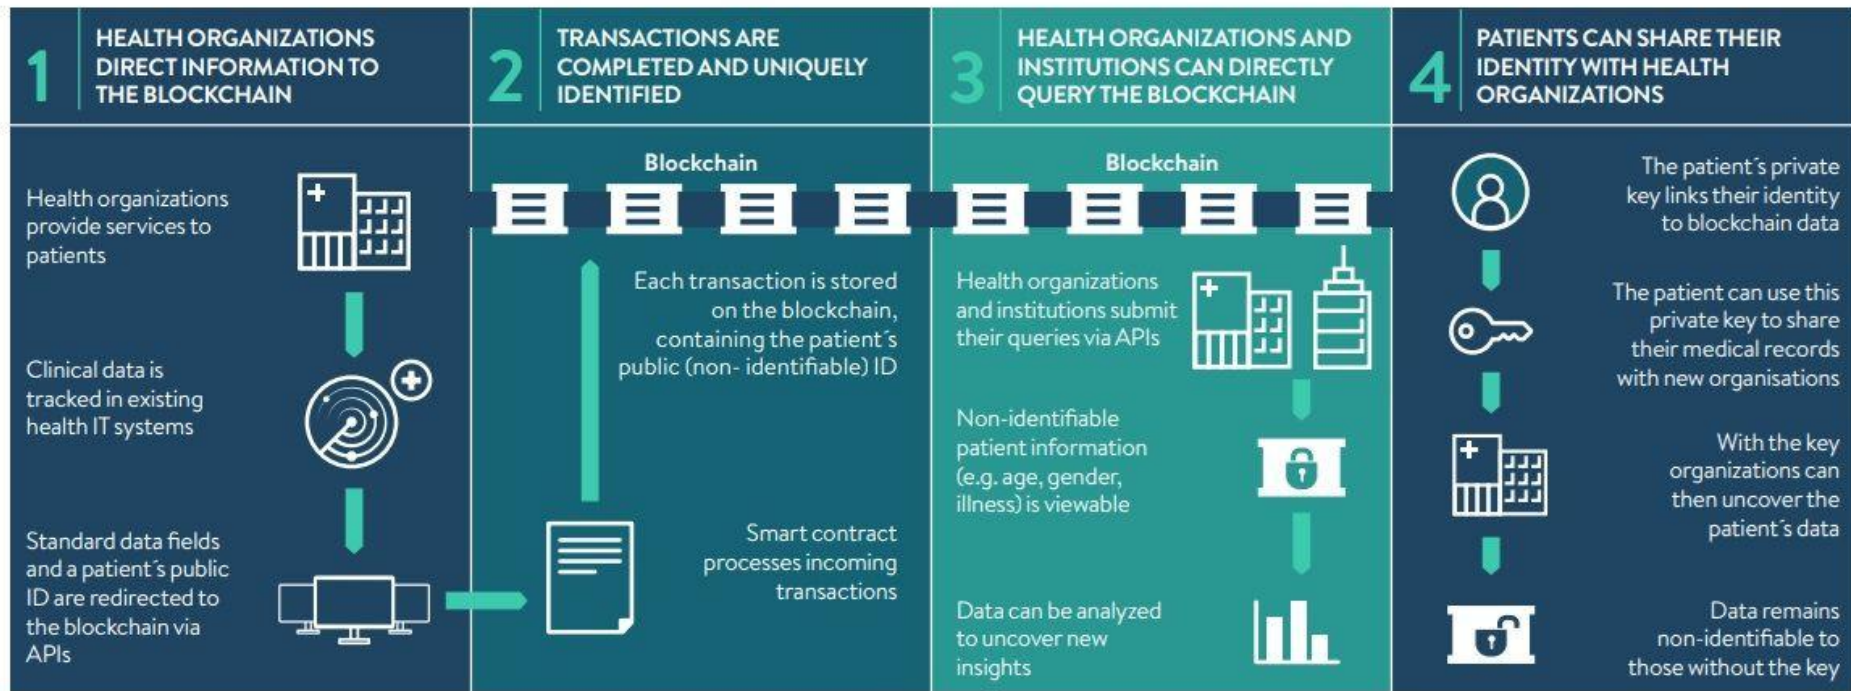 1
HEALTH ORGANIZATIONS
DIRECT INFORMATION TO
THE BLOCKCHAIN
Health organizations
provide services to
patients
Clinical data is
tracked in existing
health IT systems
Standard data fields
and a patient´s public
ID are redirected to
the blockchain via
APIs
2
TRANSACTIONS ARE
COMPLETED AND UNIQUELY
IDENTIFIED
Blockchain
Each transaction is stored
on the blockchain,
containing the patient´s
public (non- identifiable) ID
Smart contract
processes incoming
transactions
3
HEALTH ORGANIZATIONS AND
INSTITUTIONS CAN DIRECTLY
QUERY THE BLOCKCHAIN
Blockchain
Health organizations
and institutions submit
their queries via APIs
Non-identifiable
patient information
(e.g. age, gender,
illness) is viewable
Data can be analyzed
to uncover new
insights
4
PATIENTS CAN SHARE THEIR
IDENTITY WITH HEALTH
ORGANIZATIONS
The patient´s private
key links their identity
to blockchain data
The patient can use this
private key to share
their medical records
with new organisations
With the key
organizations can
then uncover the
patient´s data
Data remains
non-identifiable to
those without the key